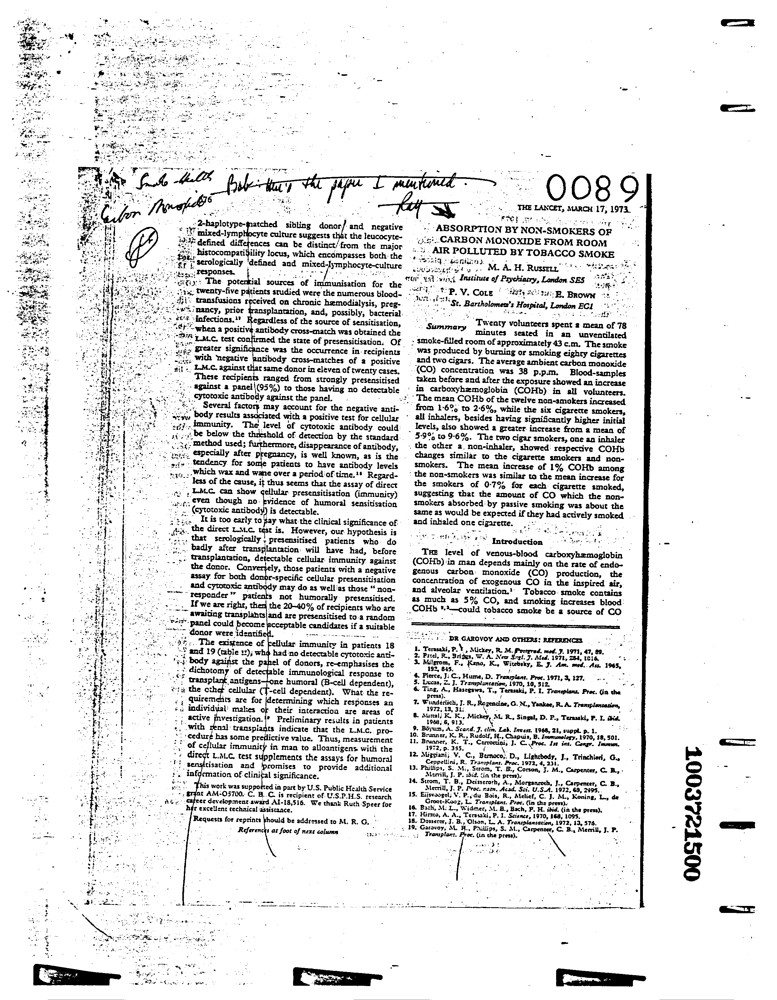 Bob - Here's the paper I mentioned.
Carbon Monoxide
0089
THE LANCET, MARCH 17, 1973
2-haplotype-matched sibling donor and negative
mixed-lymphocyte culture suggests that the leucocyte-
defined differences can be distinct from the major
histocompatibility locus, which encompasses both the
serologically defined and mixed-lymphocyte-culture
responses.
The potential sources of immunisation for the
twenty-five patients studied were the numerous blood-
transfusions received on chronic hæmodialysis, preg-
nancy, prior transplantation, and, possibly, bacterial
infections.¹⁷ Regardless of the source of sensitisation,
when a positive antibody cross-match was obtained the
L.M.C. test confirmed the state of presensitisation. Of
greater significance was the occurrence in recipients
with negative antibody cross-matches of a positive
L.M.C. against that same donor in eleven of twenty cases.
These recipients ranged from strongly presensitised
against a panel (95%) to those having no detectable
cytotoxic antibody against the panel.
Several factors may account for the negative anti-
body results associated with a positive test for cellular
immunity. The level of cytotoxic antibody could
be below the threshold of detection by the standard
method used; furthermore, disappearance of antibody,
especially after pregnancy, is well known, as is the
tendency for some patients to have antibody levels
which wax and wane over a period of time.¹⁸ Regard-
less of the cause, it thus seems that the assay of direct
L.M.C. can show cellular presensitisation (immunity)
even though no evidence of humoral sensitisation
(cytotoxic antibody) is detectable.
It is too early to say what the clinical significance of
the direct L.M.C. test is. However, our hypothesis is
that serologically presensitised patients who do
badly after transplantation will have had, before
transplantation, detectable cellular immunity against
the donor. Conversely, those patients with a negative
assay for both donor-specific cellular presensitisation
and cytotoxic antibody may do as well as those " non-
responder " patients not humorally presensitised.
If we are right, then the 20-40% of recipients who are
awaiting transplants and are presensitised to a random
panel could become acceptable candidates if a suitable
donor were identified.
The existence of cellular immunity in patients 18
and 19 (table II), who had no detectable cytotoxic anti-
body against the panel of donors, re-emphasises the
dichotomy of detectable immunological response to
transplant antigens—one humoral (B-cell dependent),
the other cellular (T-cell dependent). What the re-
quirements are for determining which responses an
individual makes or their interaction are areas of
active investigation.¹⁹ Preliminary results in patients
with renal transplants indicate that the L.M.C. pro-
cedure has some predictive value. Thus, measurement
of cellular immunity in man to alloantigens with the
direct L.M.C. test supplements the assays for humoral
sensitisation and promises to provide additional
information of clinical significance.
This work was supported in part by U.S. Public Health Service
grant AM-05700. C. B. C. is recipient of U.S.P.H.S. research
career development award AI-18,516. We thank Ruth Speer for
her excellent technical assistance.
Requests for reprints should be addressed to M. R. G.
References at foot of next column
ABSORPTION BY NON-SMOKERS OF
CARBON MONOXIDE FROM ROOM
AIR POLLUTED BY TOBACCO SMOKE
M. A. H. RUSSELL
Institute of Psychiatry, London SE5
P. V. COLE E. BROWN
St. Bartholomew's Hospital, London EC1
Summary Twenty volunteers spent a mean of 78
minutes seated in an unventilated
smoke-filled room of approximately 43 c.m. The smoke
was produced by burning or smoking eighty cigarettes
and two cigars. The average ambient carbon monoxide
(CO) concentration was 38 p.p.m. Blood-samples
taken before and after the exposure showed an increase
in carboxyhæmoglobin (COHb) in all volunteers.
The mean COHb of the twelve non-smokers increased
from 1·6% to 2·6%, while the six cigarette smokers,
all inhalers, besides having significantly higher initial
levels, also showed a greater increase from a mean of
5·9% to 9·6%. The two cigar smokers, one an inhaler
the other a non-inhaler, showed respective COHb
changes similar to the cigarette smokers and non-
smokers. The mean increase of 1% COHb among
the non-smokers was similar to the mean increase for
the smokers of 0·7% for each cigarette smoked,
suggesting that the amount of CO which the non-
smokers absorbed by passive smoking was about the
same as would be expected if they had actively smoked
and inhaled one cigarette.
Introduction
THE level of venous-blood carboxyhæmoglobin
(COHb) in man depends mainly on the rate of endo-
genous carbon monoxide (CO) production, the
concentration of exogenous CO in the inspired air,
and alveolar ventilation.¹ Tobacco smoke contains
as much as 5% CO, and smoking increases blood
COHb ²,³—could tobacco smoke be a source of CO
DR GAROVOY AND OTHERS: REFERENCES
1. Terasaki, P. I., Mickey, R. M. Postgrad. med. J. 1971, 47, 89.
2. Patel, R., Briggs, W. A. New Engl. J. Med. 1971, 284, 1016.
3. Milgrom, F., Kano, K., Witebsky, E. J. Am. med. Ass. 1965,
192, 845.
4. Pierce, J. C., Hume, D. Transplant. Proc. 1971, 3, 127.
5. Lucas, Z. J. Transplantation, 1970, 10, 512.
6. Ting, A., Hasegawa, T., Terasaki, P. I. Transplant. Proc. (in the
press).
7. Wunderlich, J. R., Rogentine, G. N., Yankee, R. A. Transplantation,
1972, 13, 31.
8. Mittal, K. K., Mickey, M. R., Singal, D. P., Terasaki, P. I. ibid.
1968, 6, 913.
9. Böyum, A. Scand. J. clin. Lab. Invest. 1968, 21, suppl. p. 1.
10. Brunner, K. R., Rudolf, H., Chapuis, B. Immunology, 1970, 18, 501.
11. Brunner, K. T., Cerottini, J. C. Proc. 1st int. Congr. Immun.
1972, p. 385.
12. Miggiani, V. C., Bernoco, D., Lightbody, J., Trinchieri, G.,
Ceppellini, R. Transplant. Proc. 1972, 4, 231.
13. Phillips, S. M., Strom, T. B., Corson, J. M., Carpenter, C. B.,
Merrill, J. P. ibid. (in the press).
14. Strom, T. B., Deisseroth, A., Morganroth, J., Carpenter, C. B.,
Merrill, J. P. Proc. natn. Acad. Sci. U.S.A. 1972, 69, 2995.
15. Eijsvoogel, V. P., du Bois, R., Melief, C. J. M., Koning, L., de
Groot-Kooy, L. Transplant. Proc. (in the press).
16. Bach, M. L., Widmer, M. B., Bach, F. H. ibid. (in the press).
17. Hirata, A. A., Terasaki, P. I. Science, 1970, 168, 1095.
18. Dossetor, J. B., Olson, L. A. Transplantation, 1972, 13, 576.
19. Garovoy, M. R., Phillips, S. M., Carpenter, C. B., Merrill, J. P.
Transplant. Proc. (in the press).
1003721500